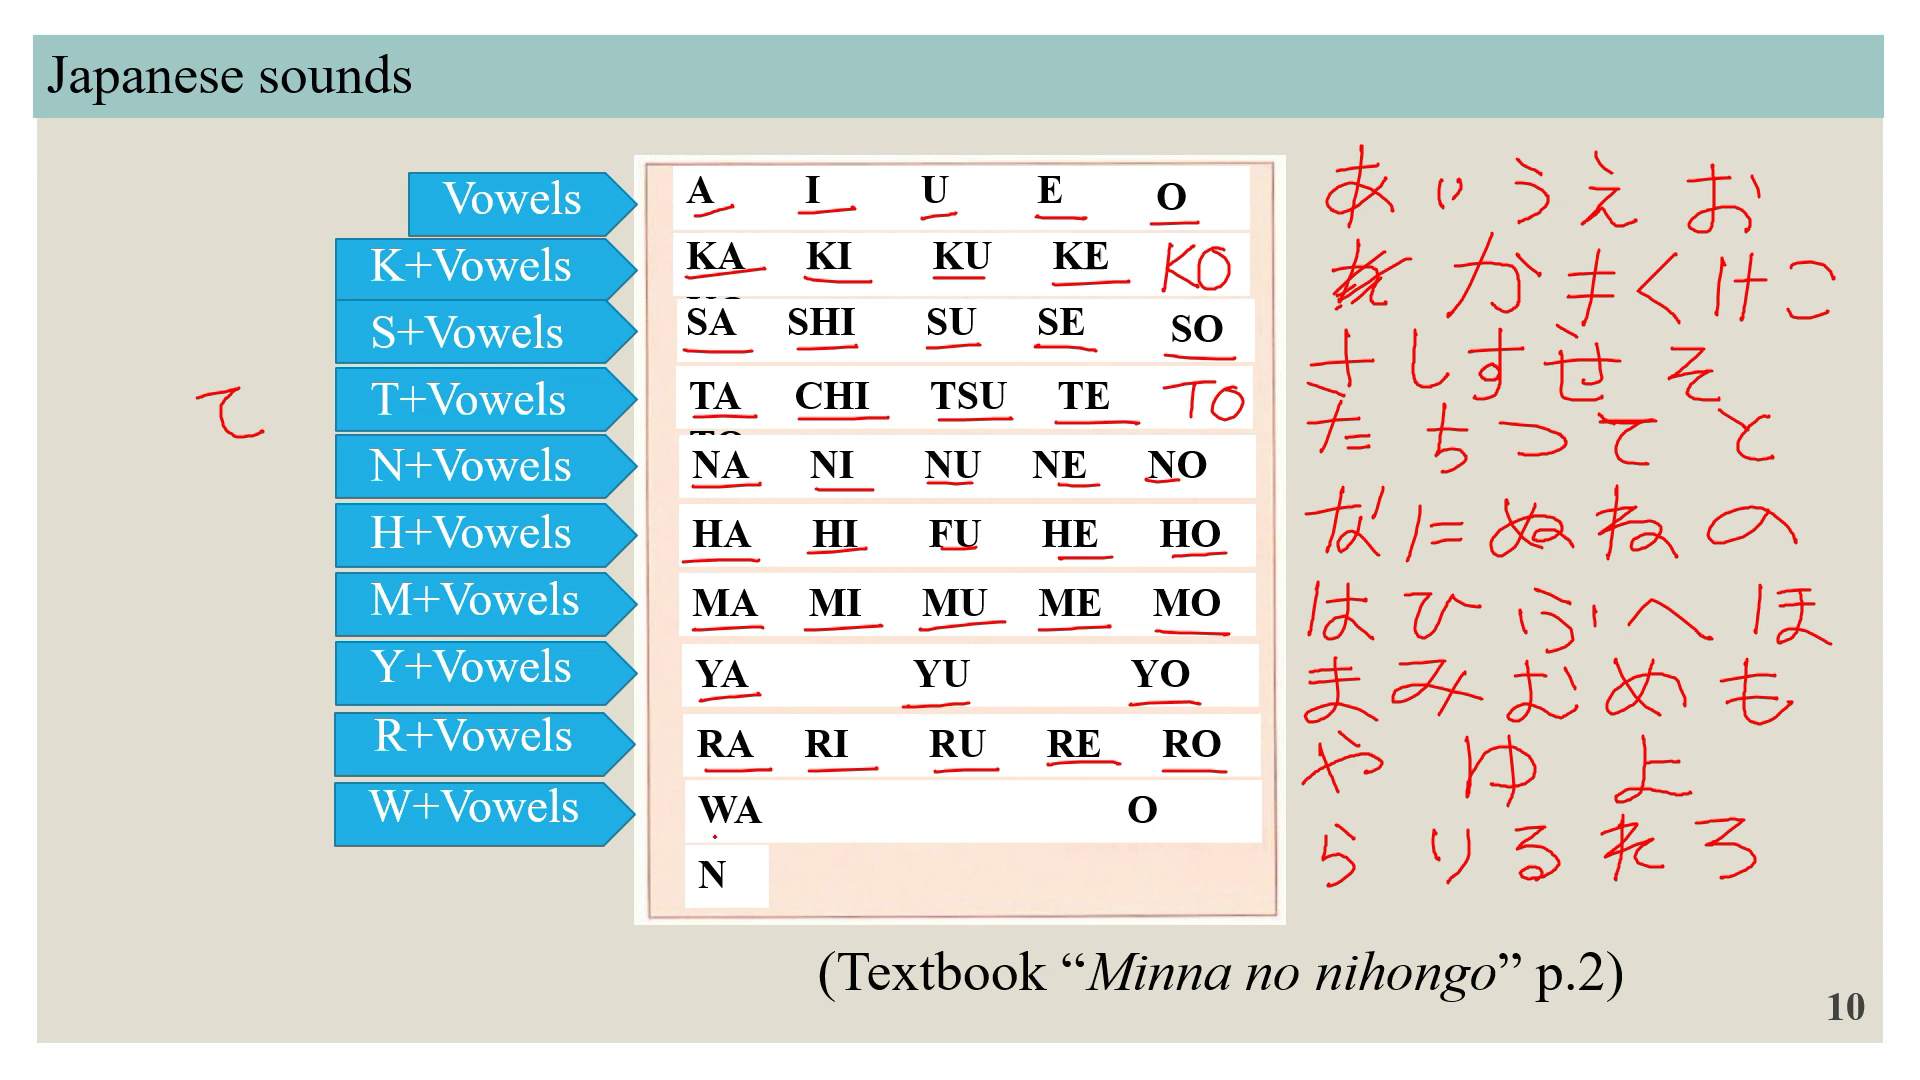 Japanese sounds
Vowels A I U E O あ い う え お
K+Vowels KA KI KU KE KO か き く け こ
S+Vowels SA SHI SU SE SO さ し す せ そ
T+Vowels TA CHI TSU TE TO た ち つ て と
て
N+Vowels NA NI NU NE NO な に ぬ ね の
H+Vowels HA HI FU HE HO は ひ ふ へ ほ
M+Vowels MA MI MU ME MO ま み む め も
Y+Vowels YA YU YO や ゆ よ
R+Vowels RA RI RU RE RO ら り る れ ろ
W+Vowels WA O
N
(Textbook “Minna no nihongo” p.2)
10